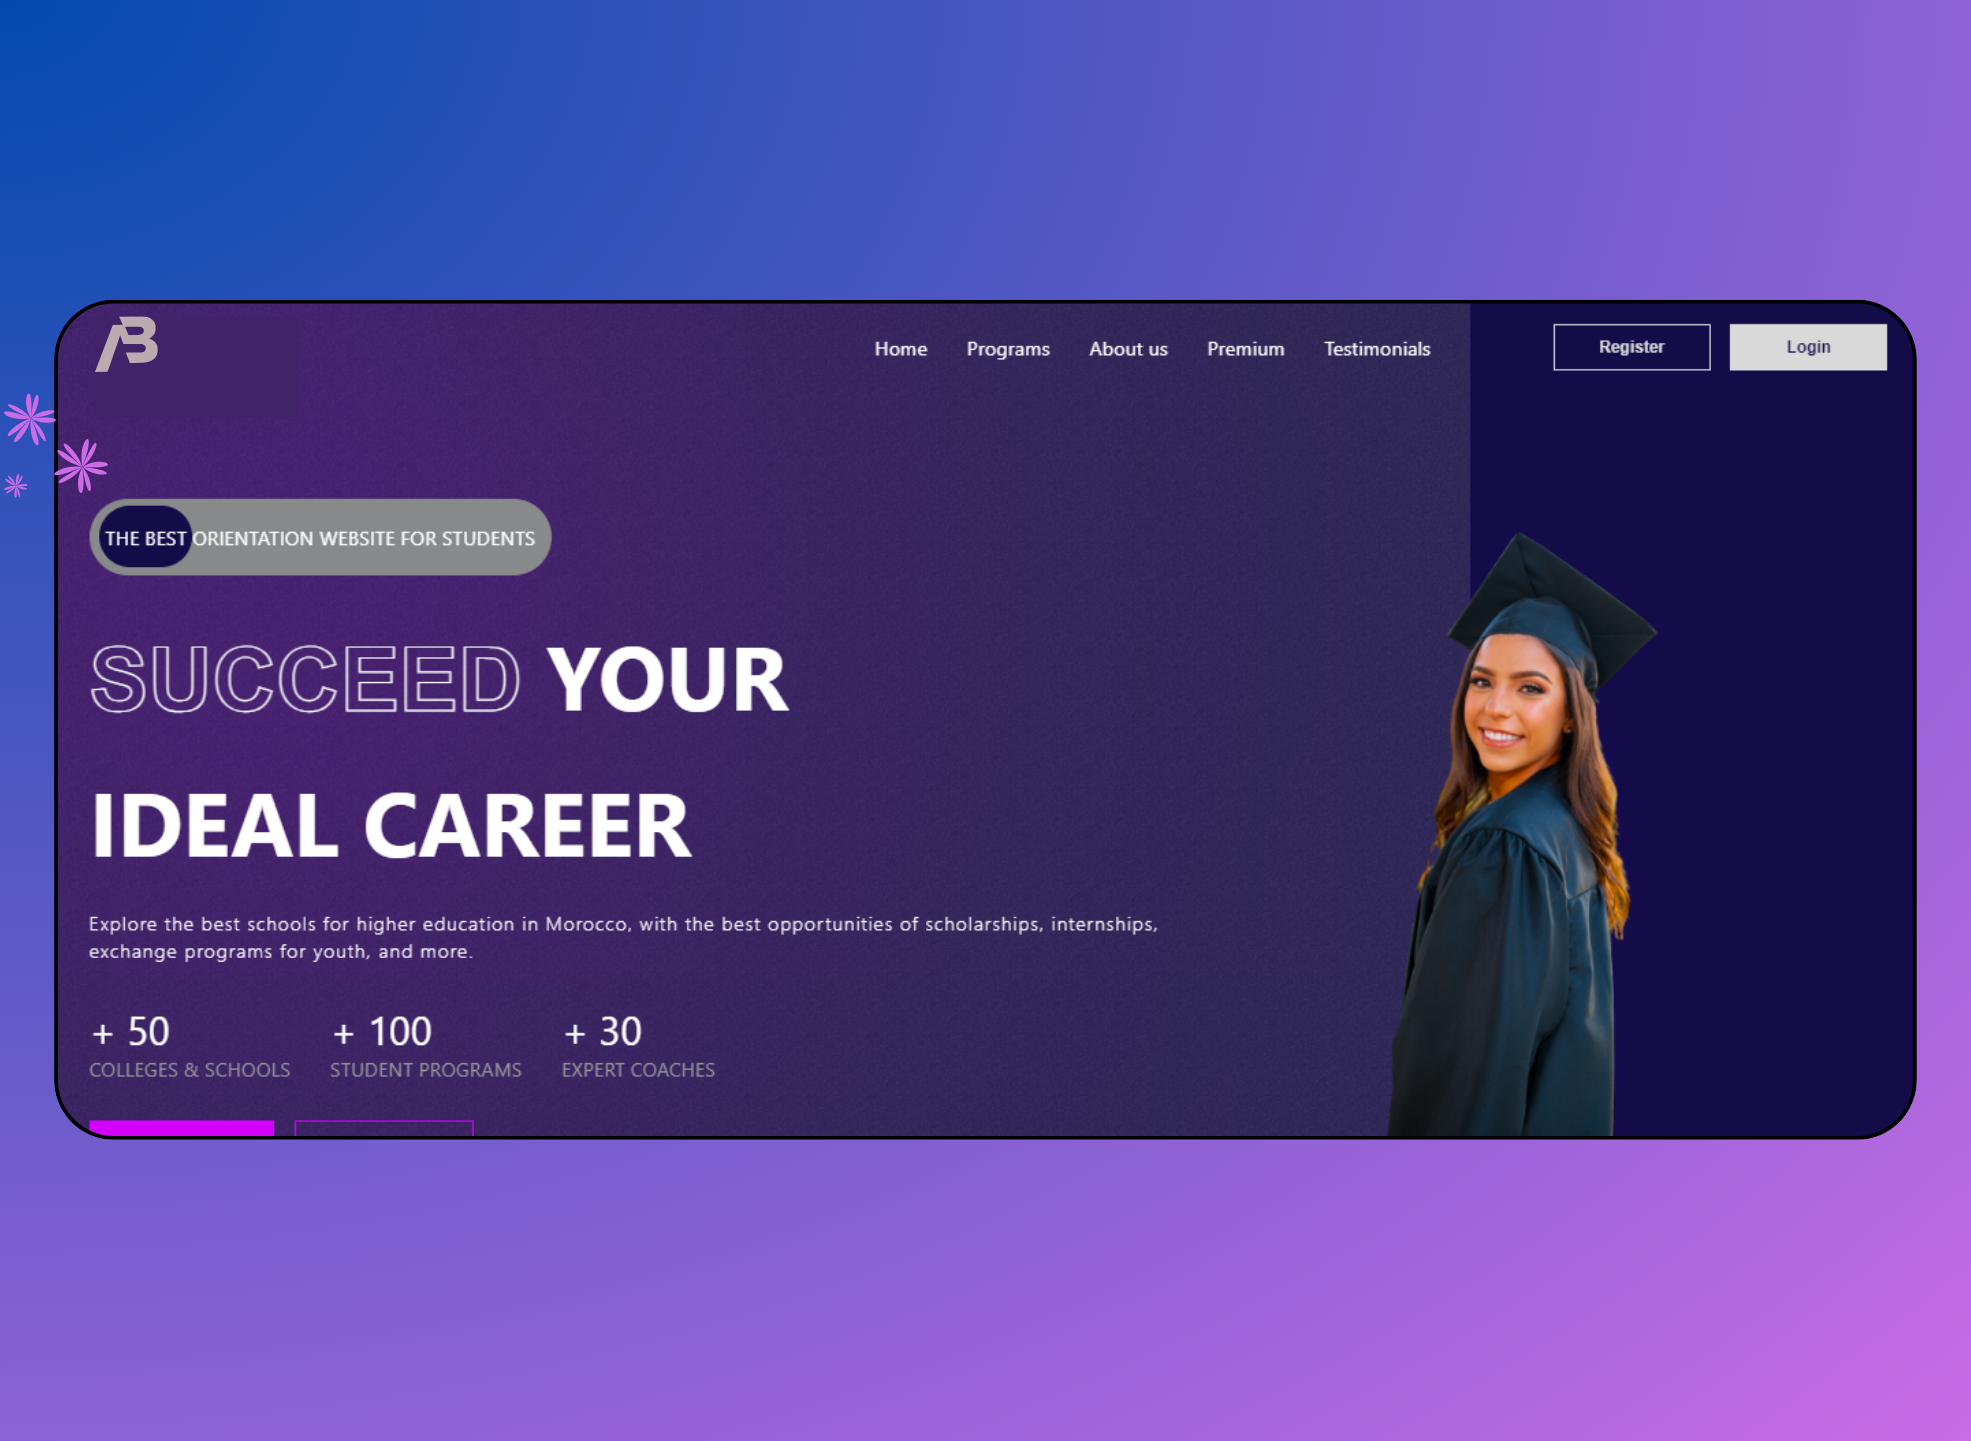 AB
Home Programs About us Premium Testimonials Register Login
THE BEST ORIENTATION WEBSITE FOR STUDENTS
SUCCEED YOUR
IDEAL CAREER
Explore the best schools for higher education in Morocco, with the best opportunities of scholarships, internships,
exchange programs for youth, and more.
+ 50 + 100 + 30
COLLEGES & SCHOOLS STUDENT PROGRAMS EXPERT COACHES